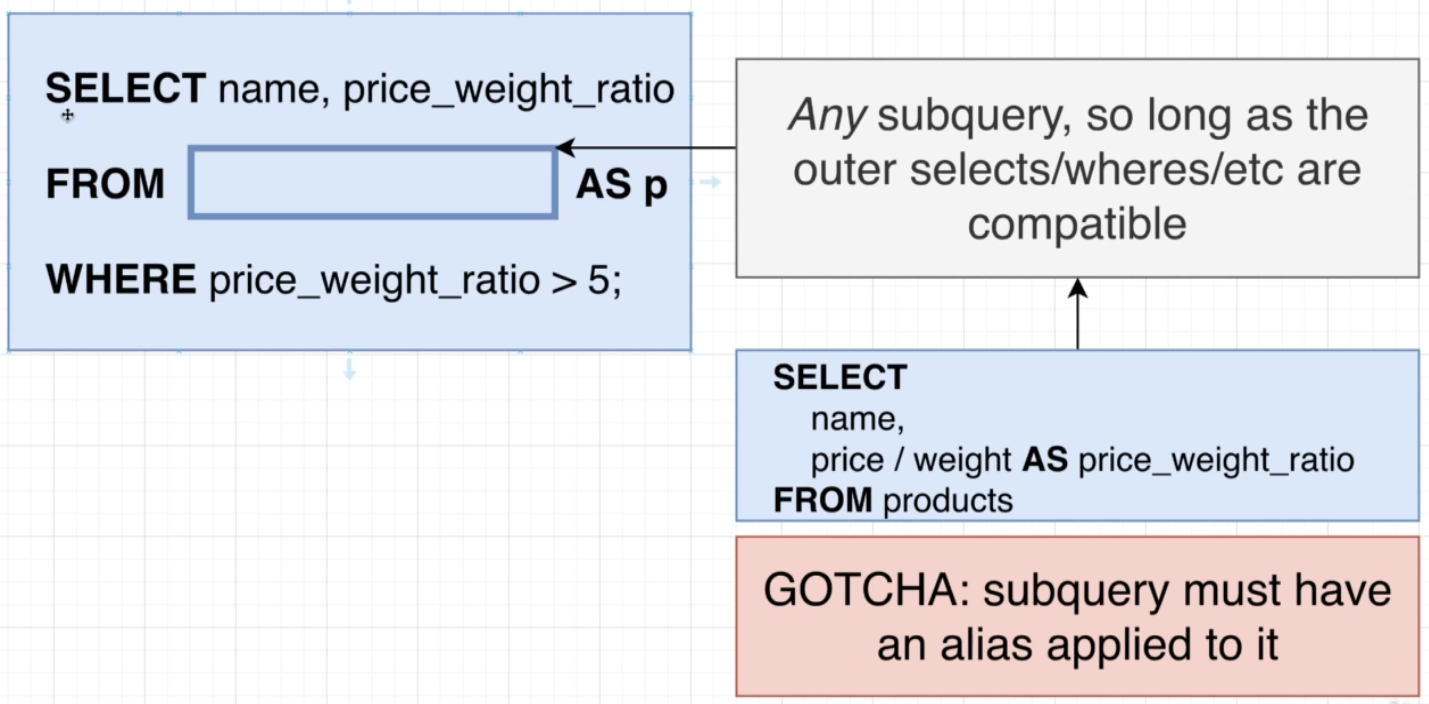 SELECT name, price_weight_ratio
FROM AS p
WHERE price_weight_ratio > 5;
Any subquery, so long as the
outer selects/wheres/etc are
compatible
SELECT
name,
price / weight AS price_weight_ratio
FROM products
GOTCHA: subquery must have
an alias applied to it